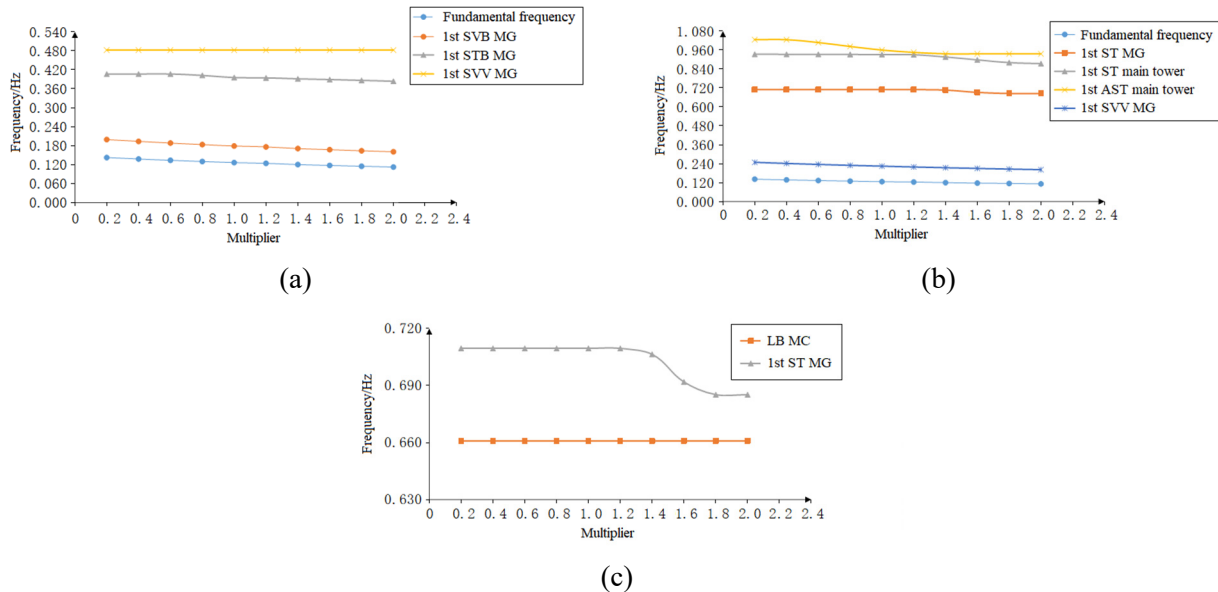 Frequency/Hz
0.540
0.480
0.420
0.360
0.300
0.240
0.180
0.120
0.060
0.000
0 0.2 0.4 0.6 0.8 1.0 1.2 1.4 1.6 1.8 2.0 2.2 2.4
Multiplier
Fundamental frequency
1st SVB MG
1st STB MG
1st SVV MG
(a)
Frequency/Hz
1.080
0.960
0.840
0.720
0.600
0.480
0.360
0.240
0.120
0.000
0 0.2 0.4 0.6 0.8 1.0 1.2 1.4 1.6 1.8 2.0 2.2 2.4
Multiplier
Fundamental frequency
1st ST MG
1st ST main tower
1st AST main tower
1st SVV MG
(b)
Frequency/Hz
0.720
0.690
0.660
0.630
0 0.2 0.4 0.6 0.8 1.0 1.2 1.4 1.6 1.8 2.0 2.2 2.4
Multiplier
LB MC
1st ST MG
(c)